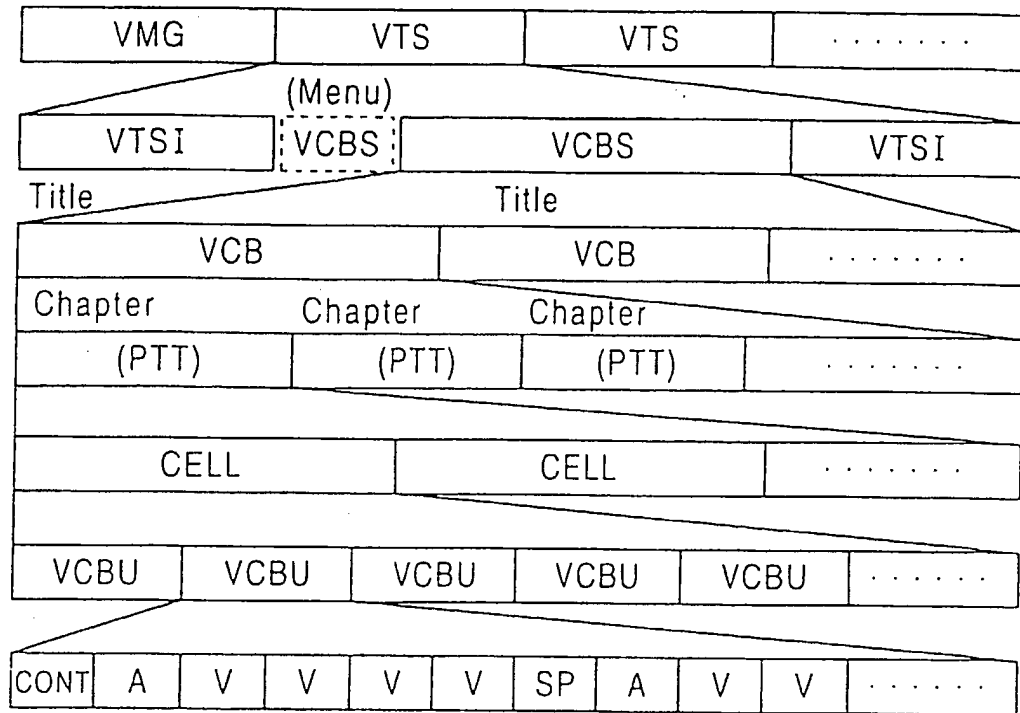 VMG VTS VTS .......
(Menu)
VTSI VCBS VCBS VTSI
Title Title
VCB VCB .......
Chapter Chapter Chapter
(PTT) (PTT) (PTT) .......
CELL CELL .......
VCBU VCBU VCBU VCBU VCBU ......
CONT A V V V V SP A V V ......